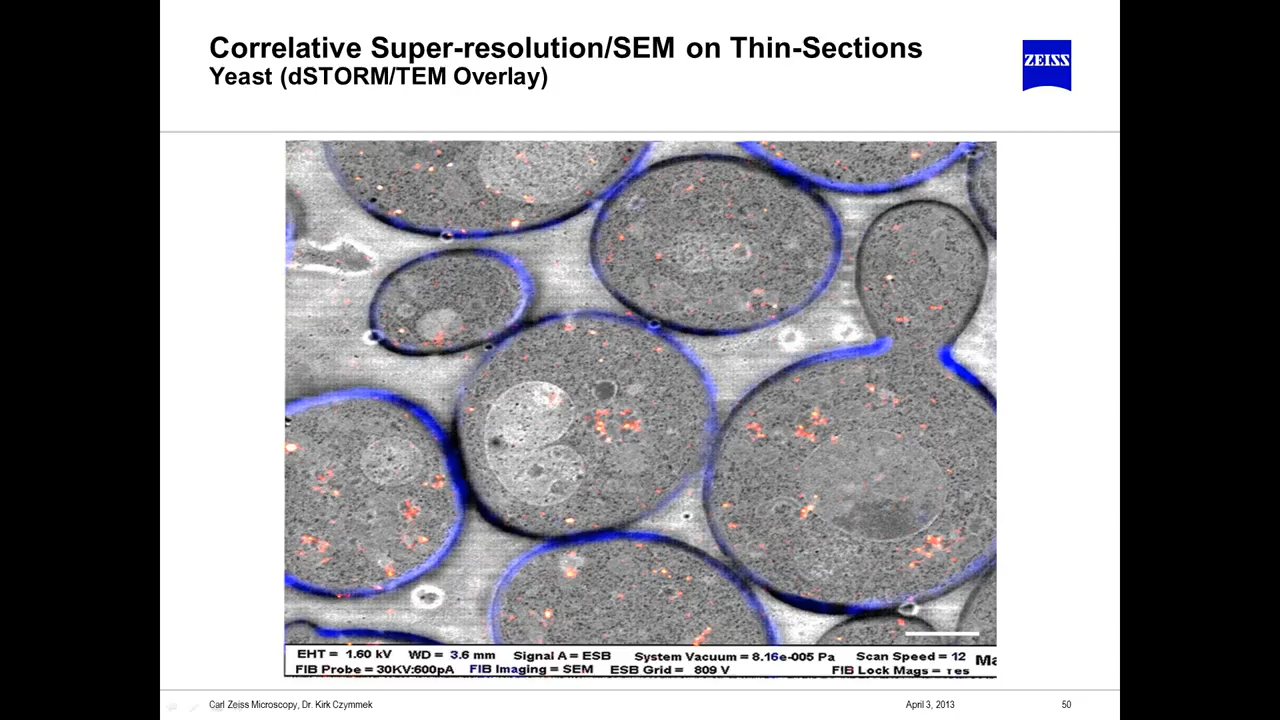 Correlative Super-resolution/SEM on Thin-Sections
Yeast (dSTORM/TEM Overlay)
ZEISS
EHT = 1.60 kV WD = 3.6 mm Signal A = ESB System Vacuum = 8.16e-005 Pa Scan Speed = 12
FIB Probe = 30KV:600pA FIB Imaging = SEM ESB Grid = 809 V FIB Lock Mags = Yes
Carl Zeiss Microscopy, Dr. Kirk Czymmek April 3, 2013 50